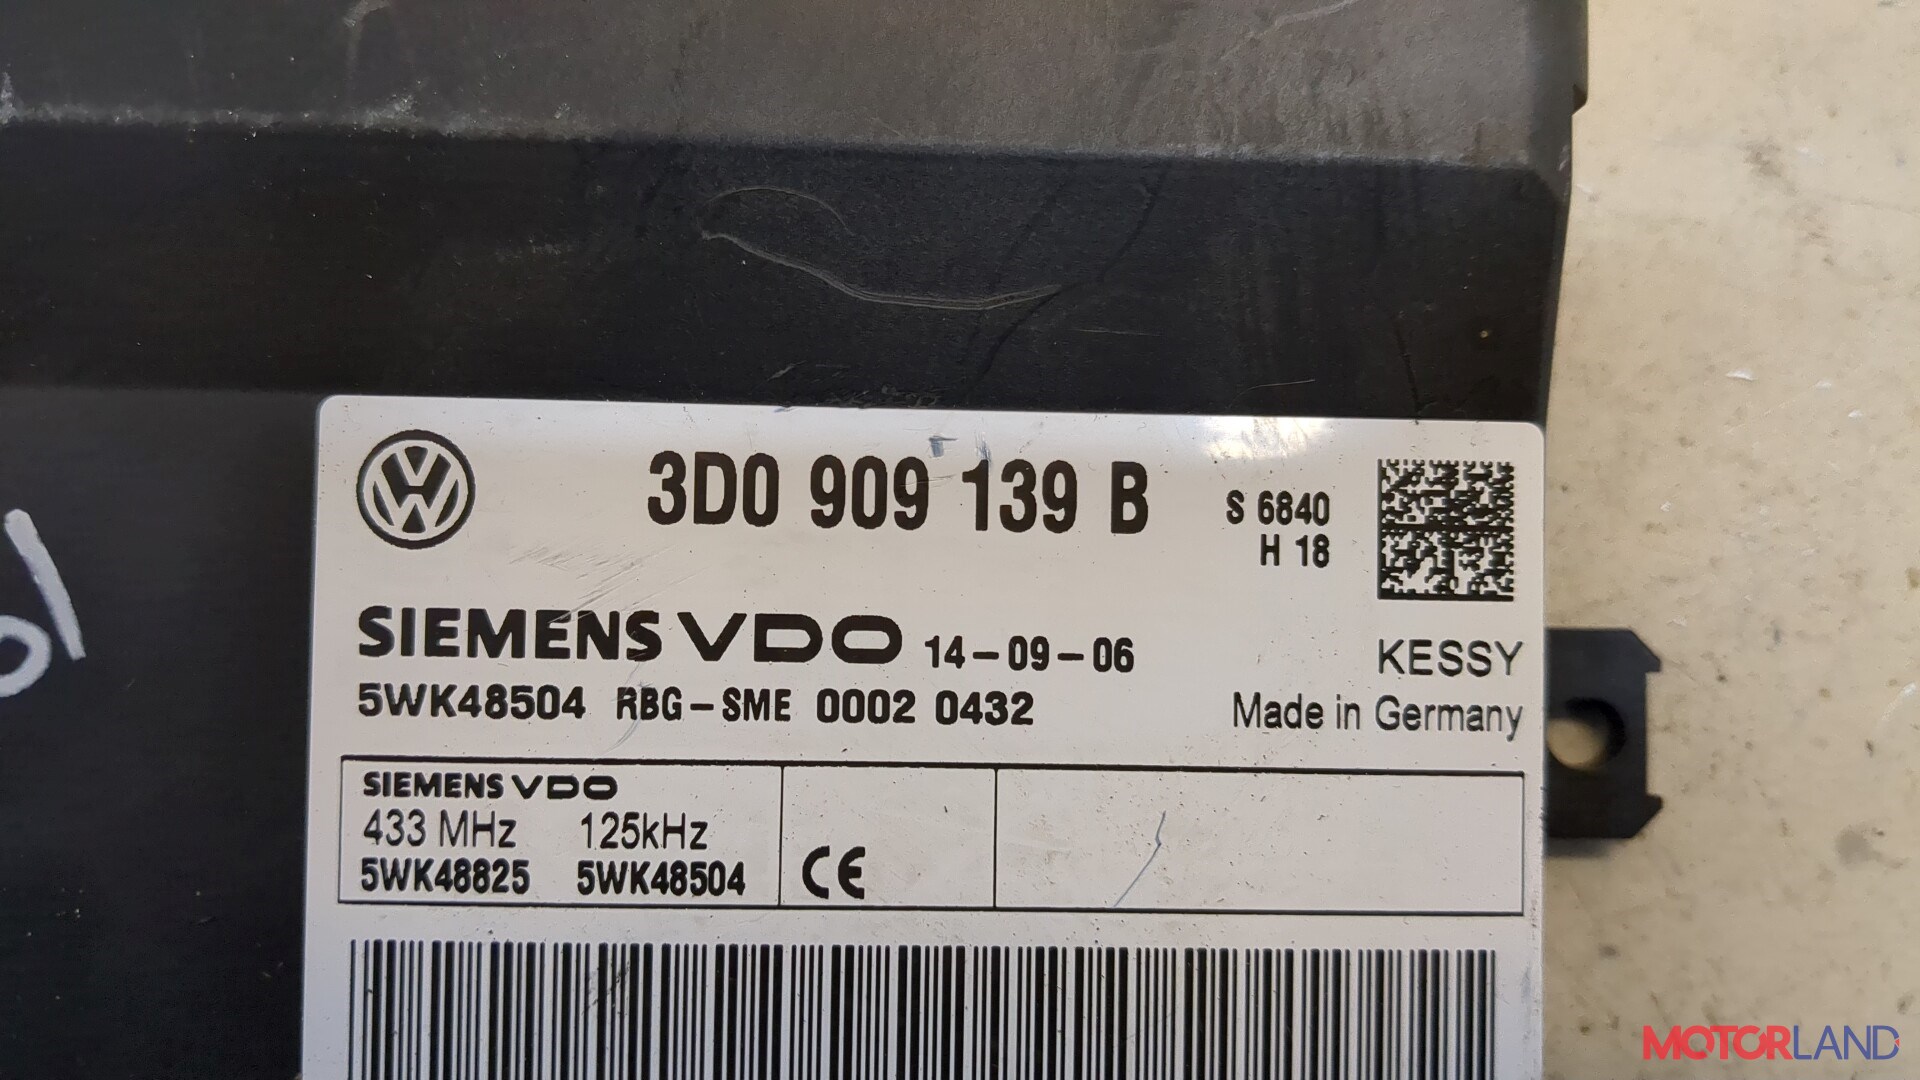 3D0 909 139 B
S 6840
H 18
SIEMENS VDO 14-09-06
KESSY
5WK48504 RBG-SME 0002 0432
Made in Germany
SIEMENS VDO
433 MHz 125kHz
5WK48825 5WK48504
CE
MOTORLAND